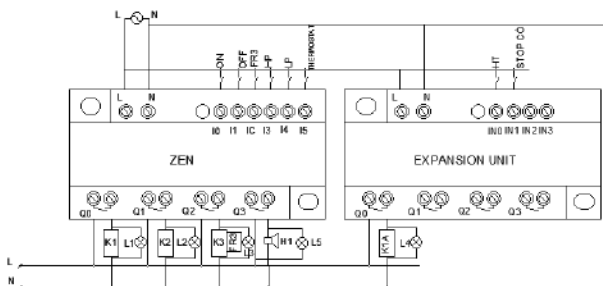 L N
ON OFF FR3 HP LP THERMOSTAT
HT STOP CO
L N
I0 I1 IC I3 I4 I5
L N
IN0 IN1 IN2 IN3
ZEN
EXPANSION UNIT
Q0 Q1 Q2 Q3
Q0 Q1 Q2 Q3
K1 L1 K2 L2 K3 FR3 L3 H1 L5
K1A L4
L
N